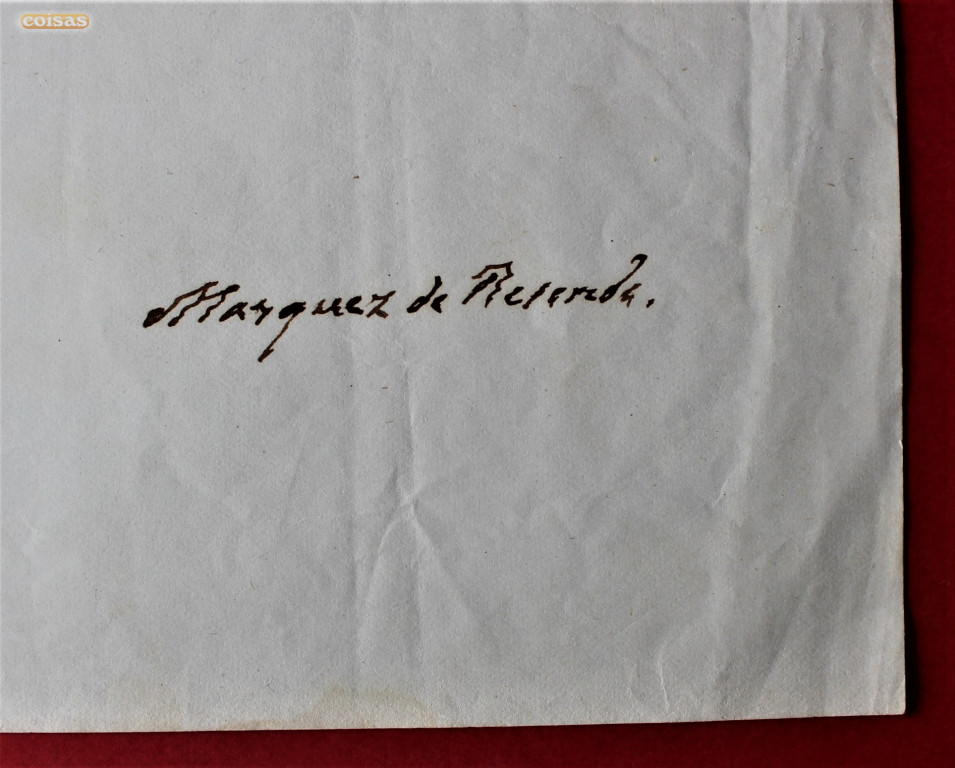 coisas
Marquez de Resende.